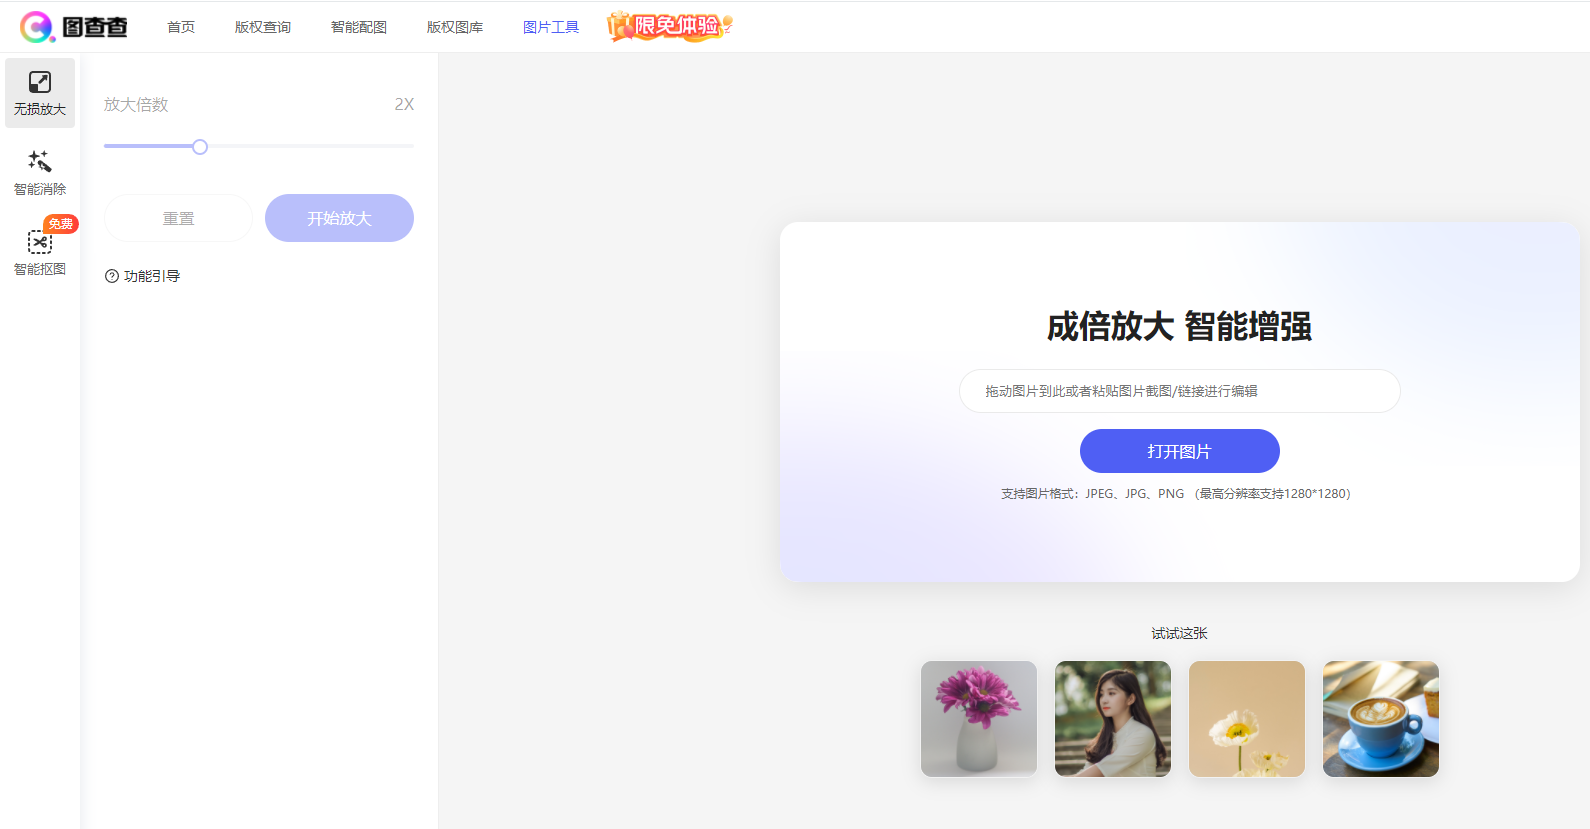 图查查
首页
版权查询
智能配图
版权图库
图片工具
限免体验
无损放大
智能消除
免费
智能抠图
放大倍数
2X
重置
开始放大
功能引导
成倍放大 智能增强
拖动图片到此或者粘贴图片截图/链接进行编辑
打开图片
支持图片格式：JPEG、JPG、PNG （最高分辨率支持1280*1280）
试试这张